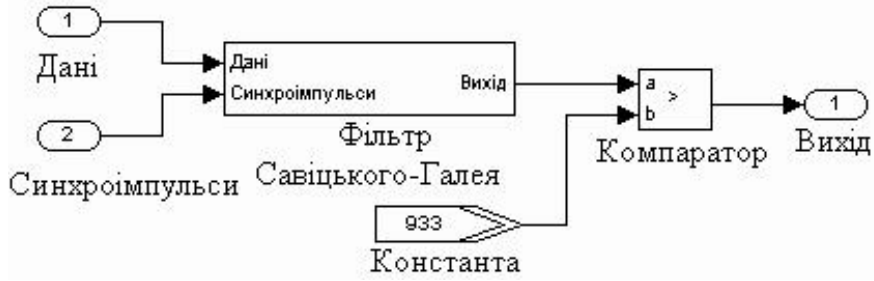 1
Дані
2
Синхроімпульси
Дані
Синхроімпульси
Вихід
Фільтр
Савіцького-Галея
933
Константа
a
>
b
Компаратор
1
Вихід